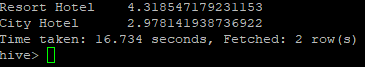 Resort Hotel    4.318547179231153
City Hotel      2.978141938736922
Time taken: 16.734 seconds, Fetched: 2 row(s)
hive>